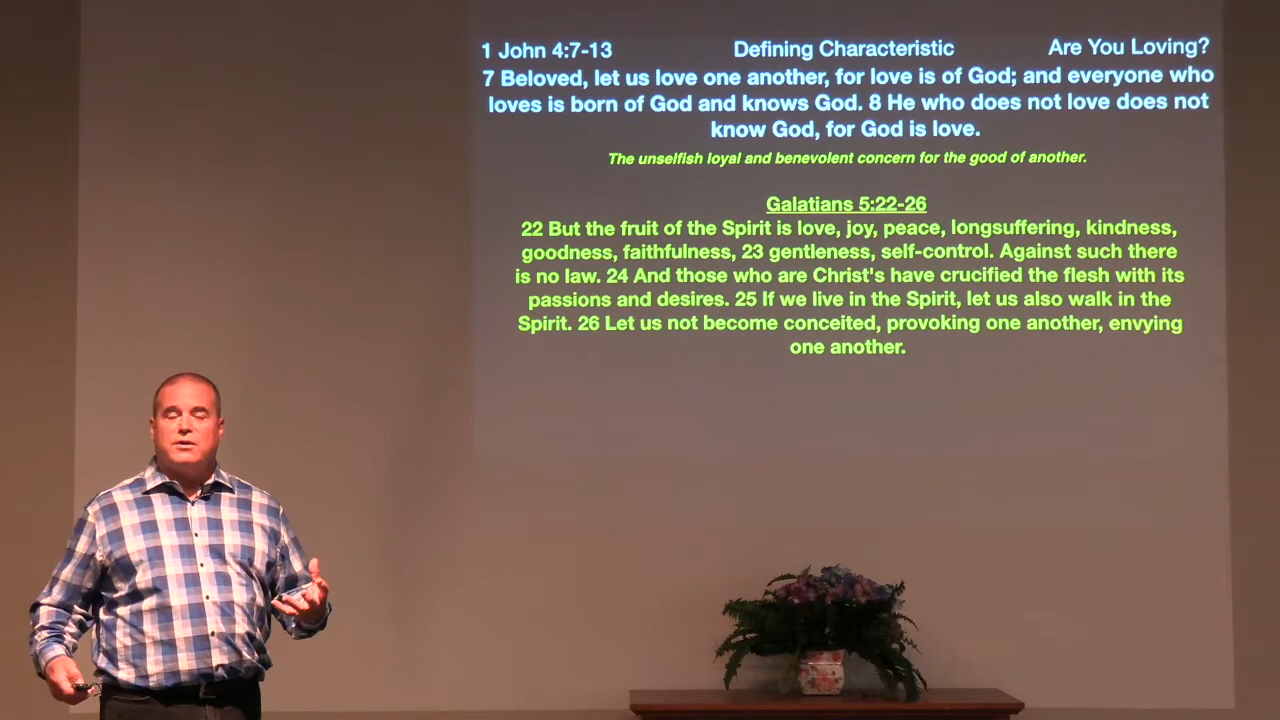 1 John 4:7-13 Defining Characteristic Are You Loving?
7 Beloved, let us love one another, for love is of God; and everyone who
loves is born of God and knows God. 8 He who does not love does not
know God, for God is love.
The unselfish loyal and benevolent concern for the good of another.
Galatians 5:22-26
22 But the fruit of the Spirit is love, joy, peace, longsuffering, kindness,
goodness, faithfulness, 23 gentleness, self-control. Against such there
is no law. 24 And those who are Christ's have crucified the flesh with its
passions and desires. 25 If we live in the Spirit, let us also walk in the
Spirit. 26 Let us not become conceited, provoking one another, envying
one another.